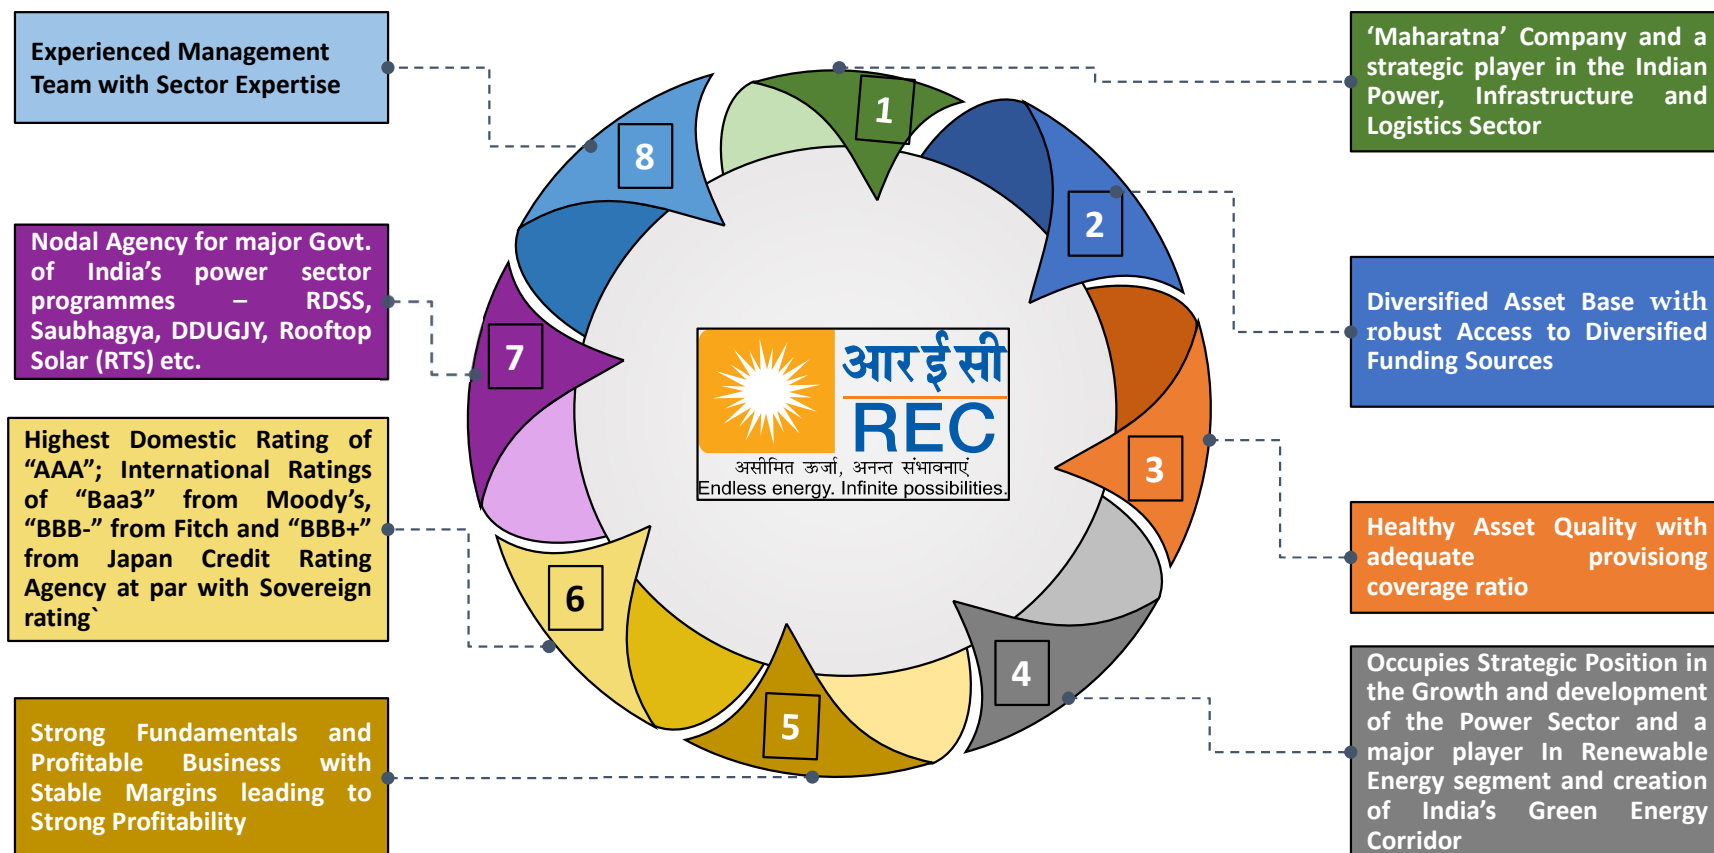 ‘Maharatna’ Company and a
strategic player in the Indian
Power, Infrastructure and
Logistics Sector
1
Diversified Asset Base with
robust Access to Diversified
Funding Sources
2
Healthy Asset Quality with
adequate provisiong
coverage ratio
3
Occupies Strategic Position in
the Growth and development
of the Power Sector and a
major player In Renewable
Energy segment and creation
of India’s Green Energy
Corridor
4
Strong Fundamentals and
Profitable Business with
Stable Margins leading to
Strong Profitability
5
Highest Domestic Rating of
“AAA”; International Ratings
of “Baa3” from Moody’s,
“BBB-” from Fitch and “BBB+”
from Japan Credit Rating
Agency at par with Sovereign
rating`
6
Nodal Agency for major Govt.
of India’s power sector
programmes – RDSS,
Saubhagya, DDUGJY, Rooftop
Solar (RTS) etc.
7
Experienced Management
Team with Sector Expertise
8
आर ई सी
REC
असीमित ऊर्जा, अनन्त संभावनाएं
Endless energy. Infinite possibilities.